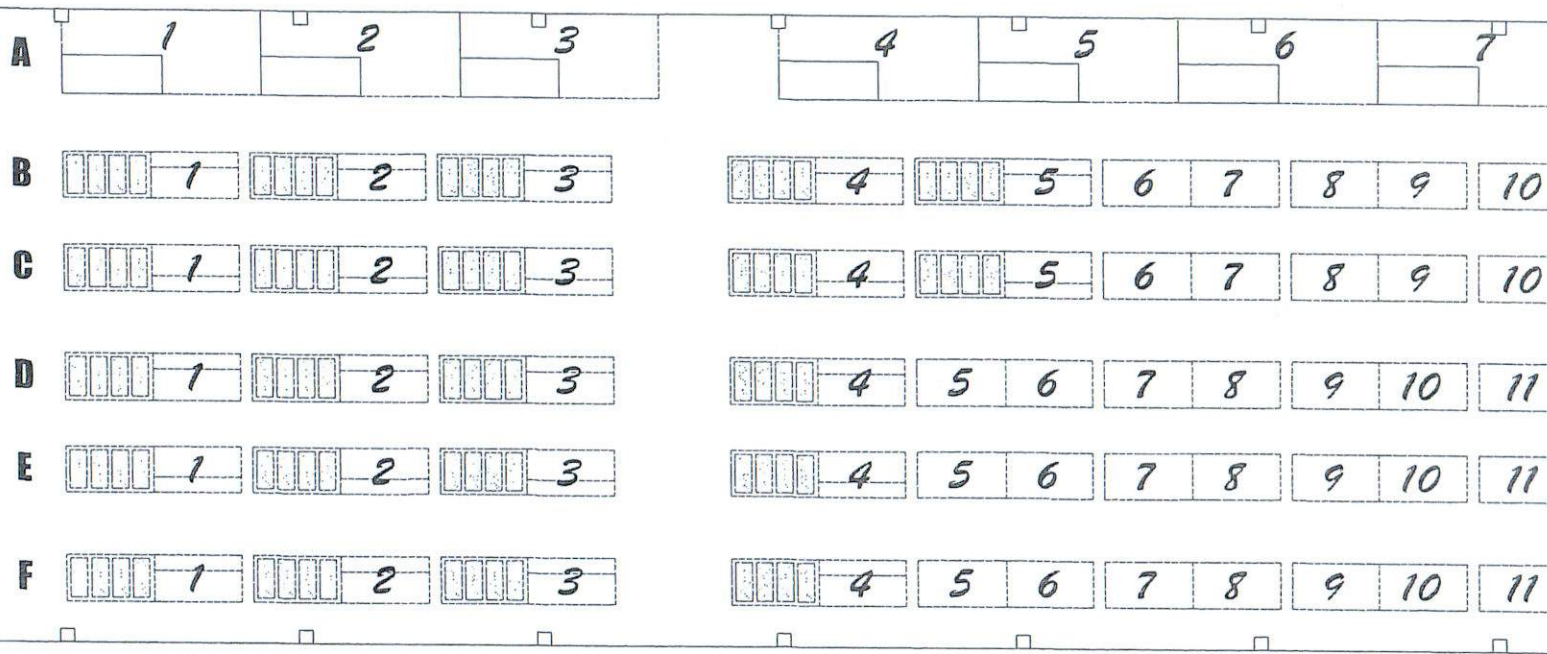 A 1 2 3 4 5 6 7
B 1 2 3 4 5 6 7 8 9 10
C 1 2 3 4 5 6 7 8 9 10
D 1 2 3 4 5 6 7 8 9 10 11
E 1 2 3 4 5 6 7 8 9 10 11
F 1 2 3 4 5 6 7 8 9 10 11